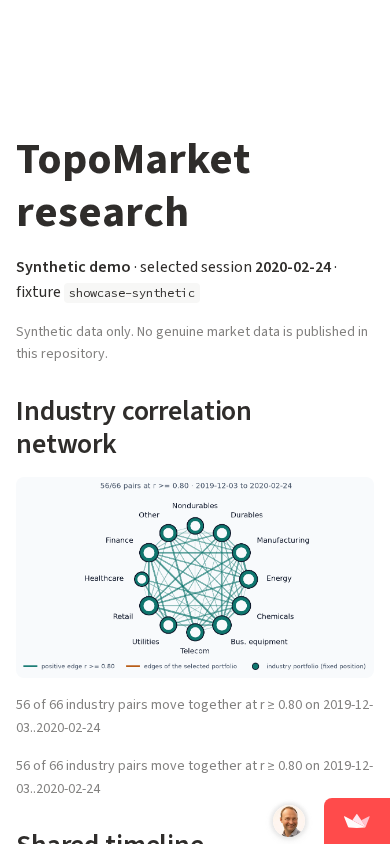 TopoMarket
research
Synthetic demo · selected session 2020-02-24 ·
fixture showcase-synthetic
Synthetic data only. No genuine market data is published in
this repository.
Industry correlation
network
56/66 pairs at r >= 0.80 · 2019-12-03 to 2020-02-24
Nondurables
Other
Durables
Finance
Manufacturing
Healthcare
Energy
Retail
Chemicals
Utilities
Bus. equipment
Telecom
positive edge r >= 0.80
edges of the selected portfolio
industry portfolio (fixed position)
56 of 66 industry pairs move together at r ≥ 0.80 on 2019-12-
03..2020-02-24
56 of 66 industry pairs move together at r ≥ 0.80 on 2019-12-
03..2020-02-24
Shared timeline